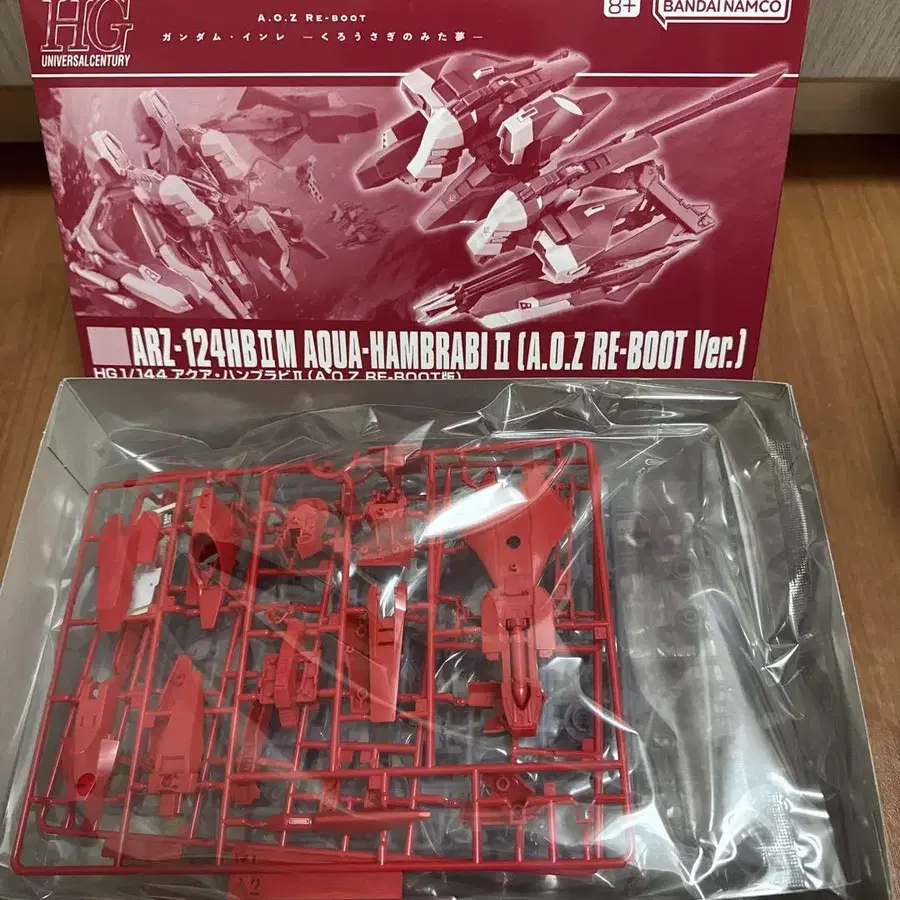 A.O.Z RE-BOOT
8+
BANDAI NAMCO
HG
UNIVERSAL CENTURY
ガンダム・インレ ―くろうさぎのみた夢―
ARZ-124HBⅡM AQUA-HAMBRABI Ⅱ [A.O.Z RE-BOOT Ver.]
HG 1/144 アクア・ハンブラビⅡ(A.O.Z RE-BOOT版)